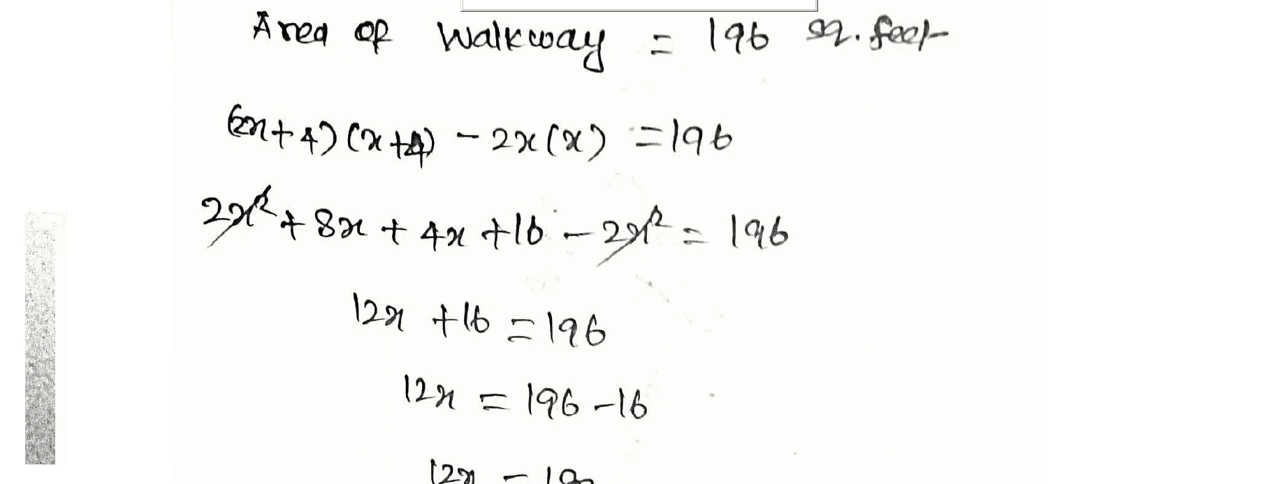 Area of walkway = 196 sq. feet
(2x+4)(x+4) - 2x(x) = 196
2x² + 8x + 4x + 16 - 2x² = 196
12x + 16 = 196
12x = 196 - 16
12x =